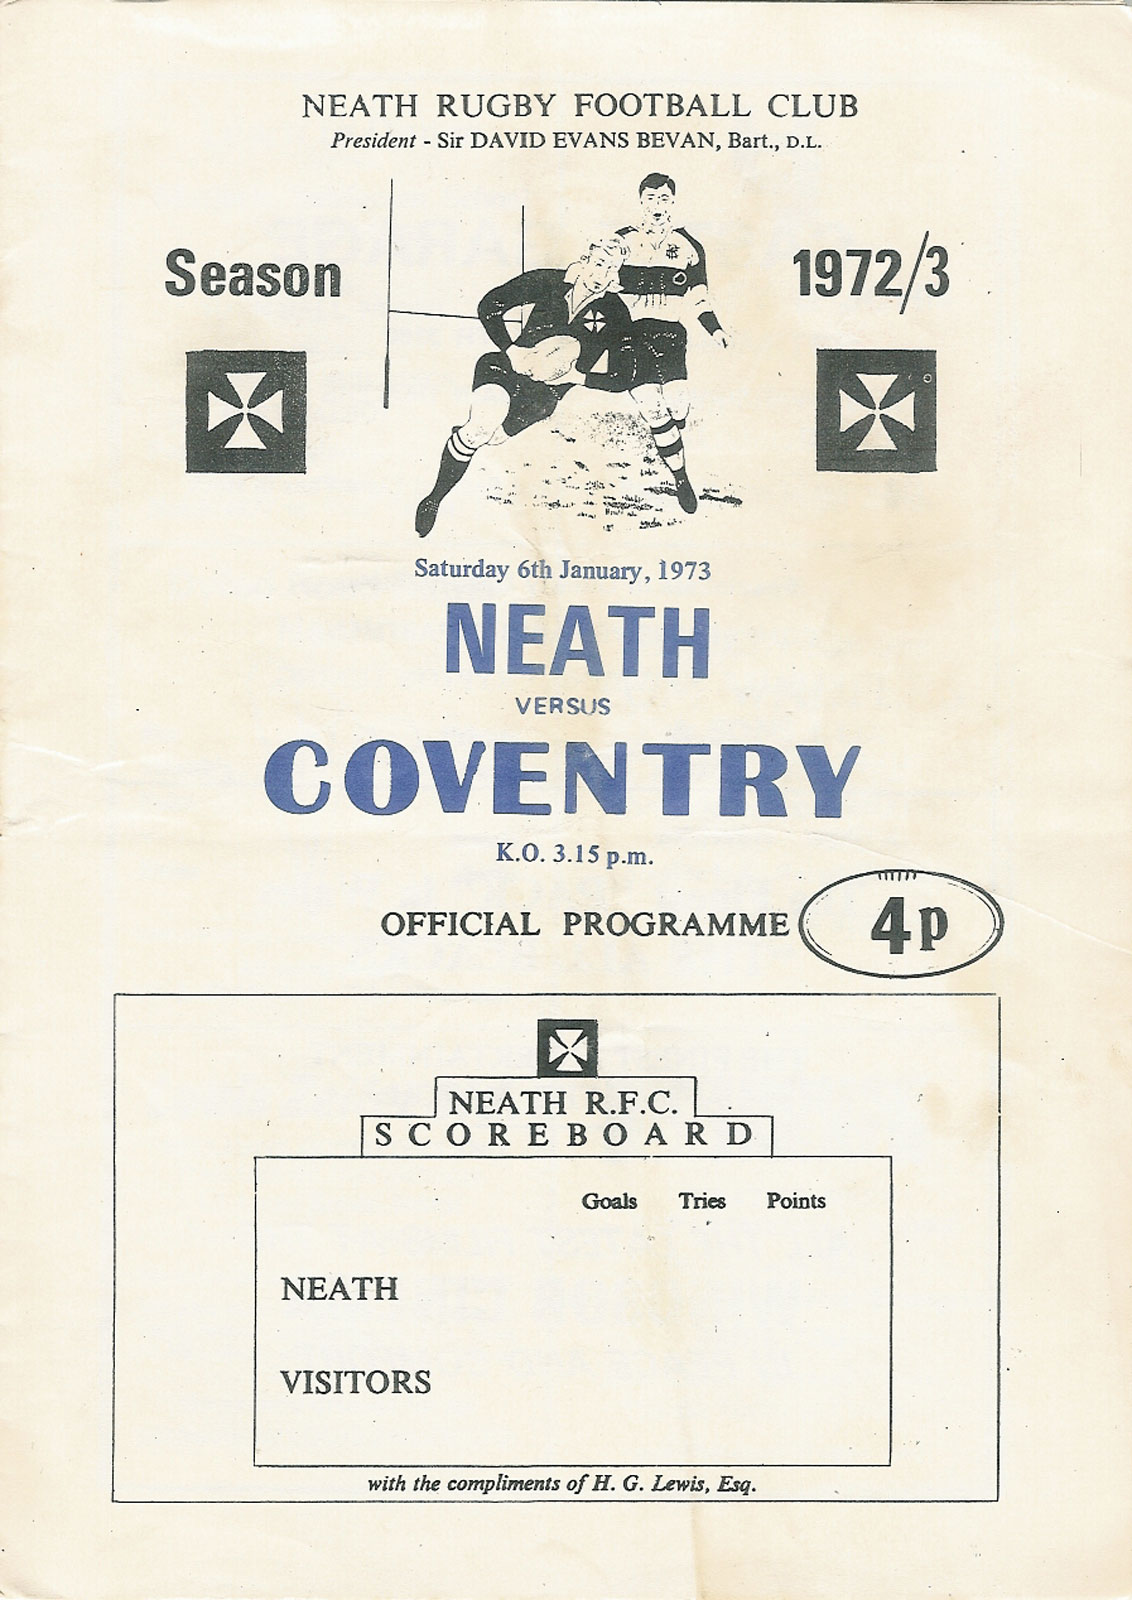 NEATH RUGBY FOOTBALL CLUB
President - Sir DAVID EVANS BEVAN, Bart., D.L.
Season 1972/3
Saturday 6th January, 1973
NEATH
VERSUS
COVENTRY
K.O. 3.15 p.m.
OFFICIAL PROGRAMME 4p
NEATH R.F.C.
SCOREBOARD
Goals Tries Points
NEATH
VISITORS
with the compliments of H. G. Lewis, Esq.